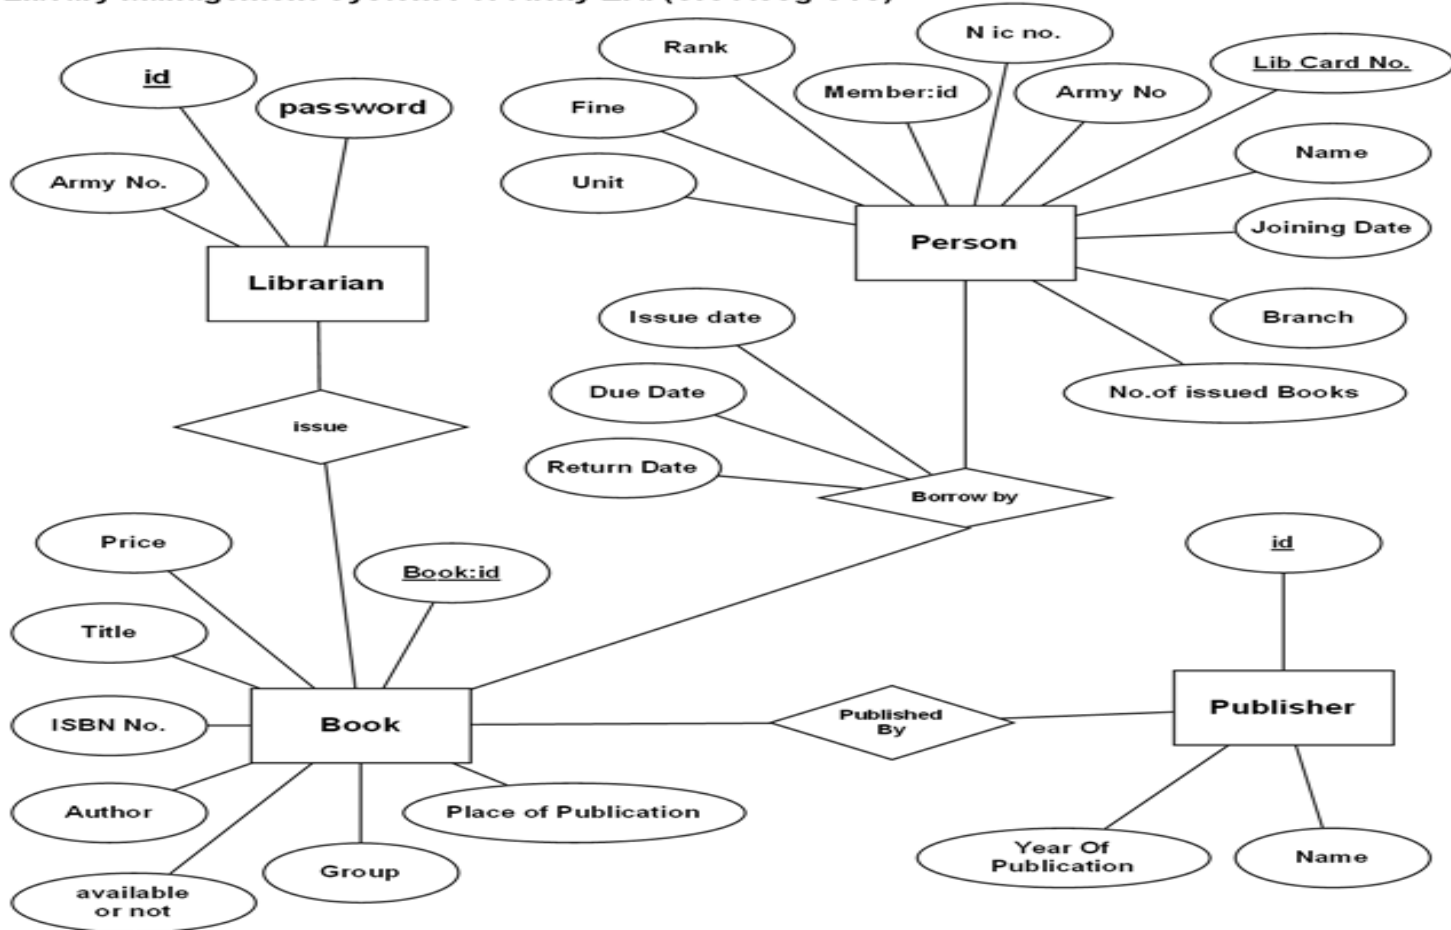 Rank
N ic no.
Lib Card No.
id
password
Fine
Member:id
Army No
Army No.
Unit
Name
Librarian
Person
Joining Date
Issue date
Branch
Due Date
No.of issued Books
issue
Return Date
Borrow by
Price
Book:id
id
Title
ISBN No.
Book
Published
By
Publisher
Author
Place of Publication
Year Of
Publication
Name
Group
available
or not